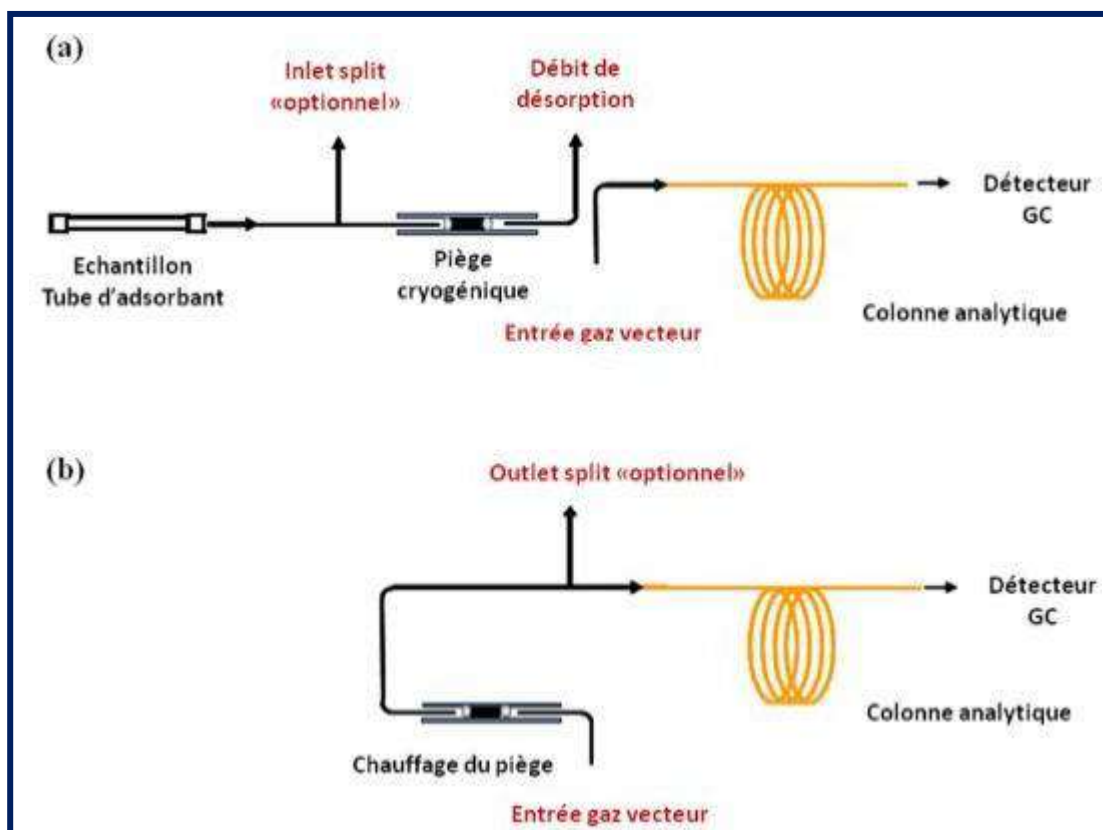 (a)
Inlet split
«optionnel»
Débit de
désorption
Détecteur
GC
Echantillon
Tube d'adsorbant
Piège
cryogénique
Colonne analytique
Entrée gaz vecteur
(b)
Outlet split «optionnel»
Détecteur
GC
Colonne analytique
Chauffage du piège
Entrée gaz vecteur